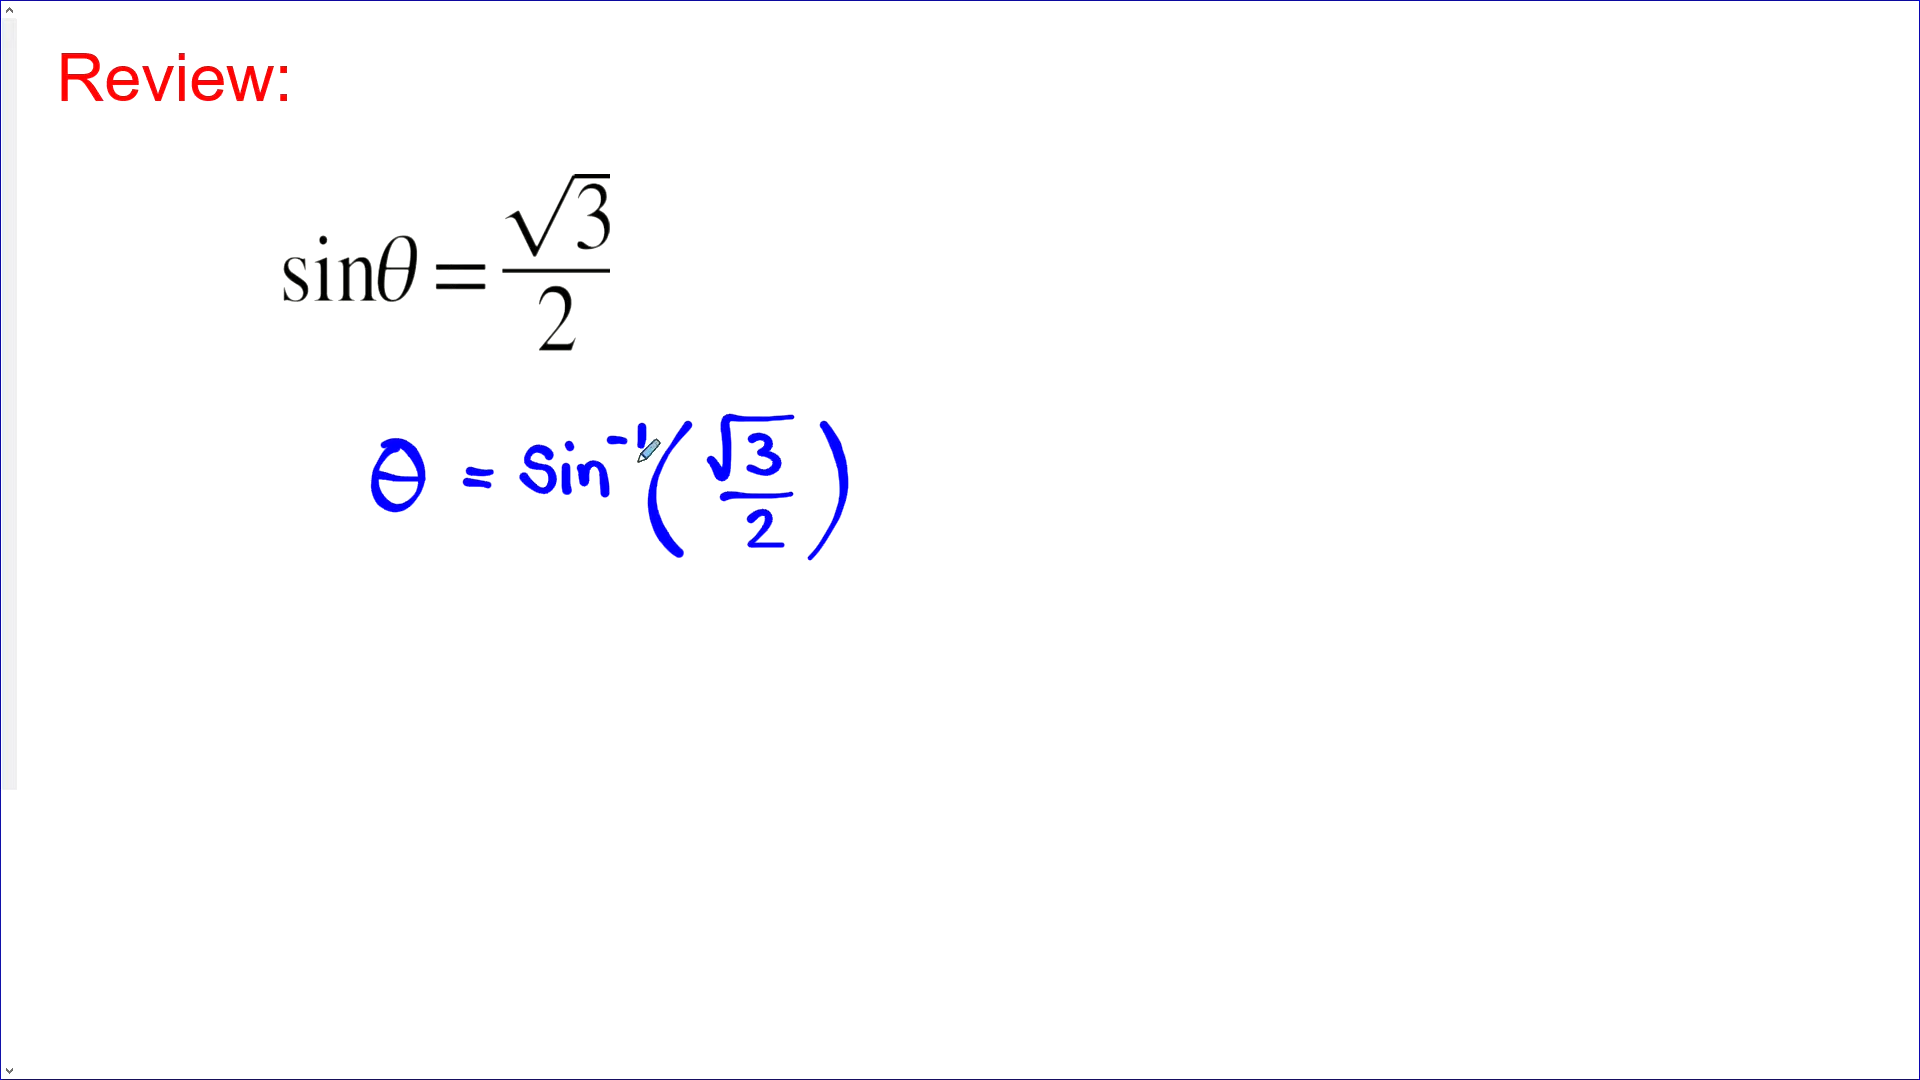 Review:
sinθ = √3/2
θ = sin⁻¹(√3/2)